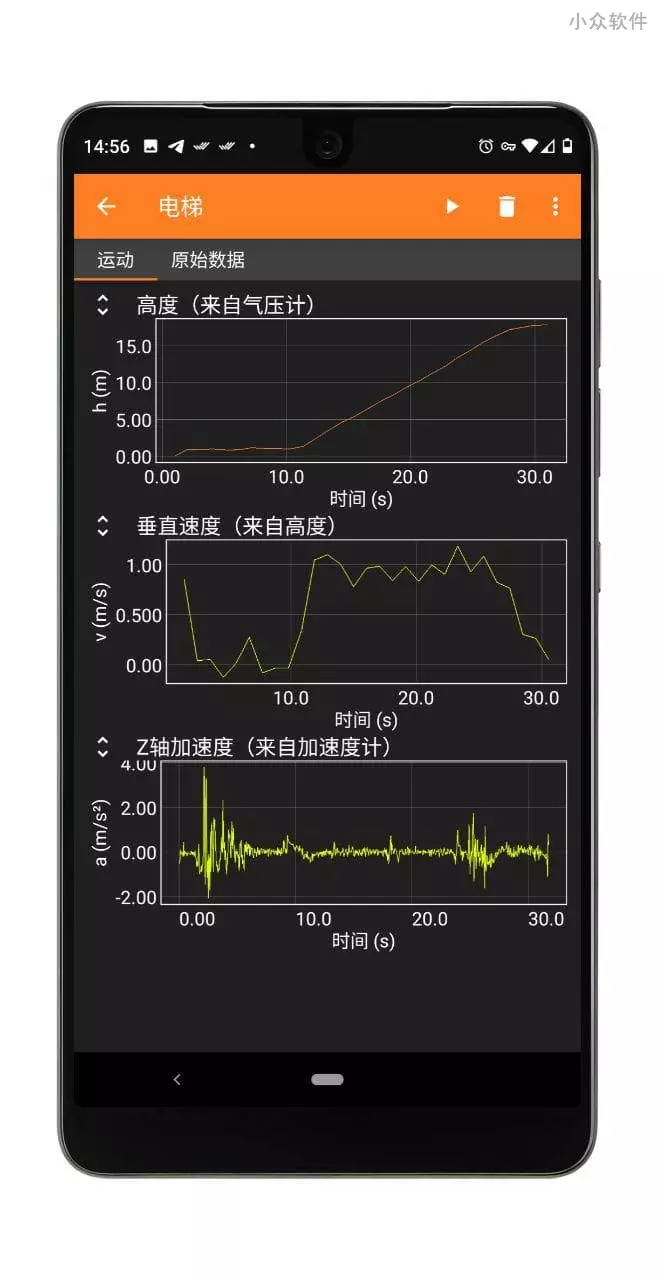 小众软件
14:56
电梯
运动 原始数据
高度（来自气压计）
15.0
10.0
5.00
0.00
h (m)
0.00 10.0 20.0 30.0
时间 (s)
垂直速度（来自高度）
1.00
0.500
0.00
v (m/s)
10.0 20.0 30.0
时间 (s)
Z轴加速度（来自加速度计）
4.00
2.00
0.00
-2.00
a (m/s²)
0.00 10.0 20.0 30.0
时间 (s)